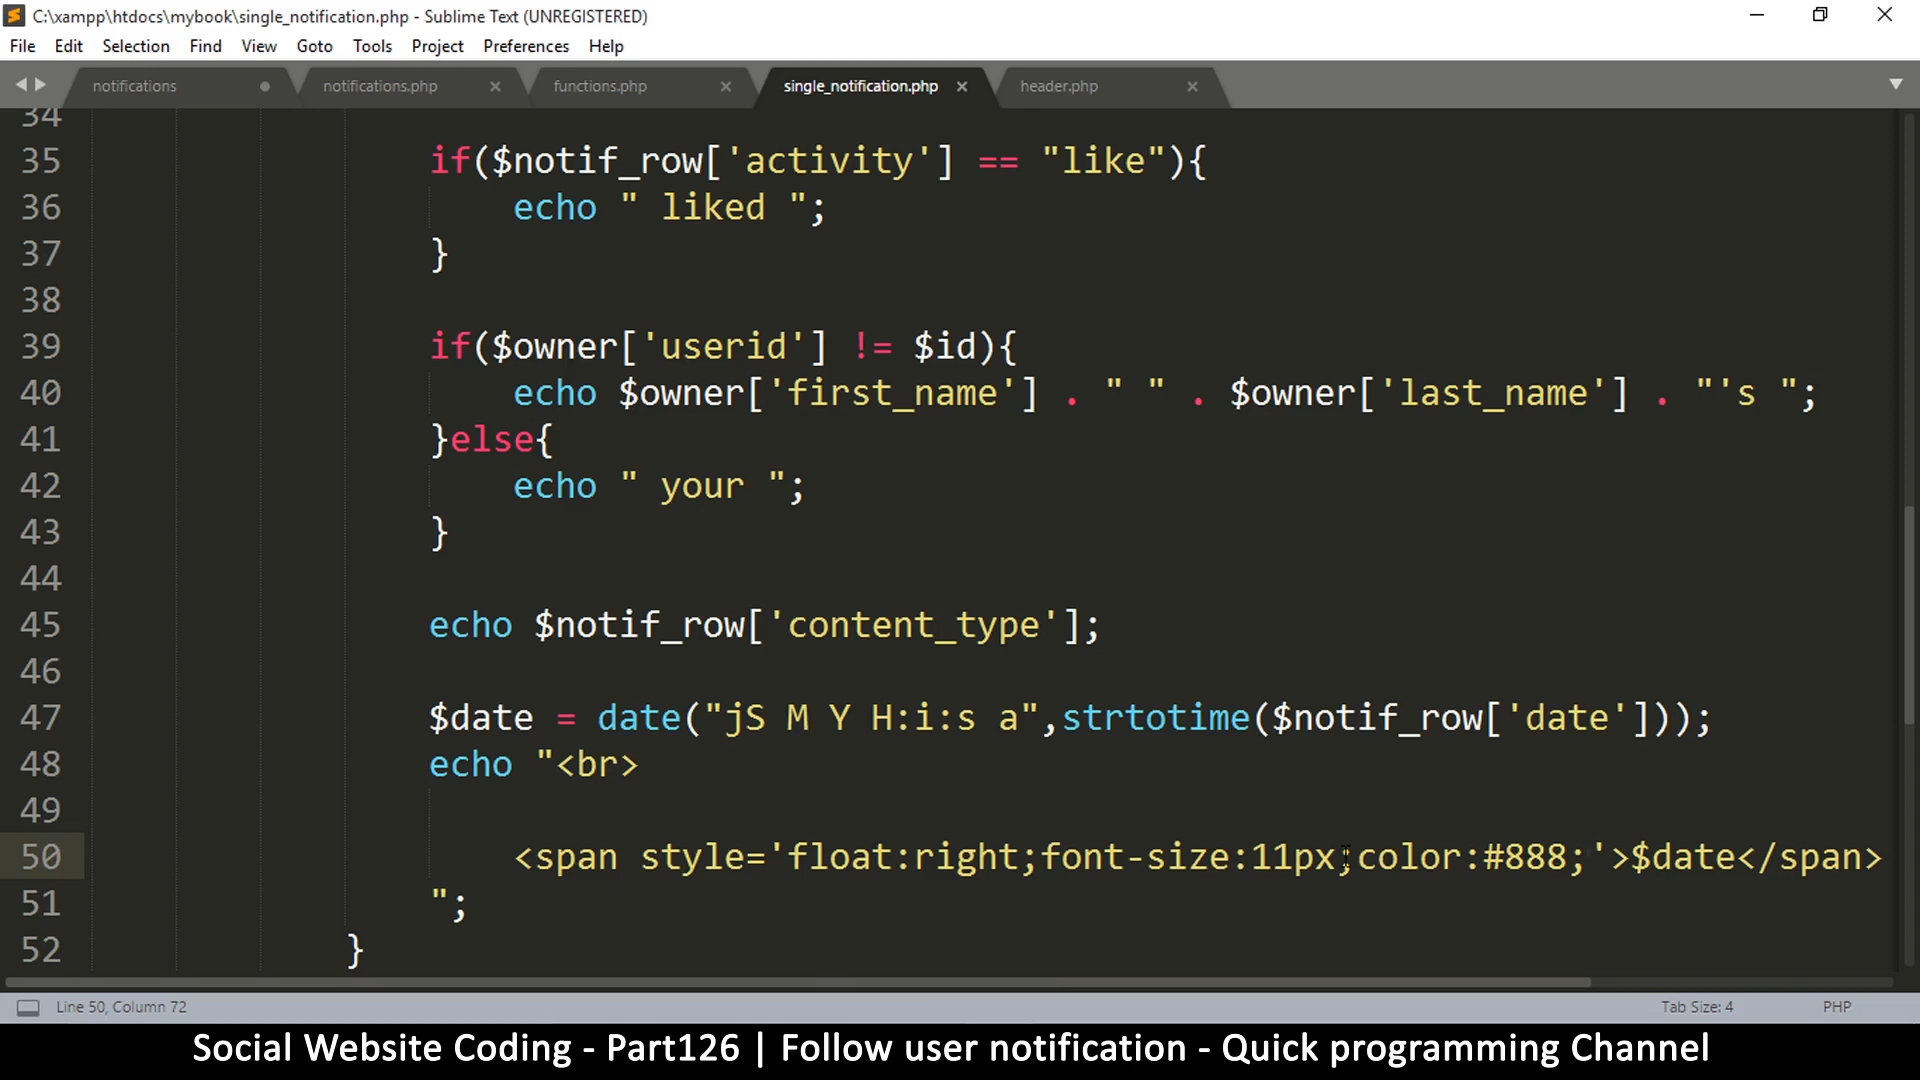 C:\xampp\htdocs\mybook\single_notification.php - Sublime Text (UNREGISTERED)
File Edit Selection Find View Goto Tools Project Preferences Help
notifications notifications.php functions.php single_notification.php header.php
34
35 if($notif_row['activity'] == "like"){
36 echo " liked ";
37 }
38
39 if($owner['userid'] != $id){
40 echo $owner['first_name'] . " " . $owner['last_name'] . "'s ";
41 }else{
42 echo " your ";
43 }
44
45 echo $notif_row['content_type'];
46
47 $date = date("jS M Y H:i:s a",strtotime($notif_row['date']));
48 echo "<br>
49
50 <span style='float:right;font-size:11px;color:#888;'>$date</span>
51 ";
52 }
Line 50, Column 72 Tab Size: 4 PHP
Social Website Coding - Part126 | Follow user notification - Quick programming Channel